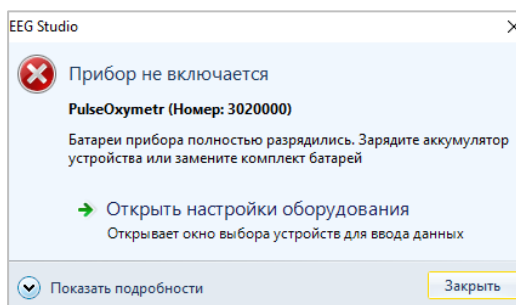 EEG Studio
Прибор не включается
PulseOxymetr (Номер: 3020000)
Батареи прибора полностью разрядились. Зарядите аккумулятор
устройства или замените комплект батарей
Открыть настройки оборудования
Открывает окно выбора устройств для ввода данных
Показать подробности
Закрыть